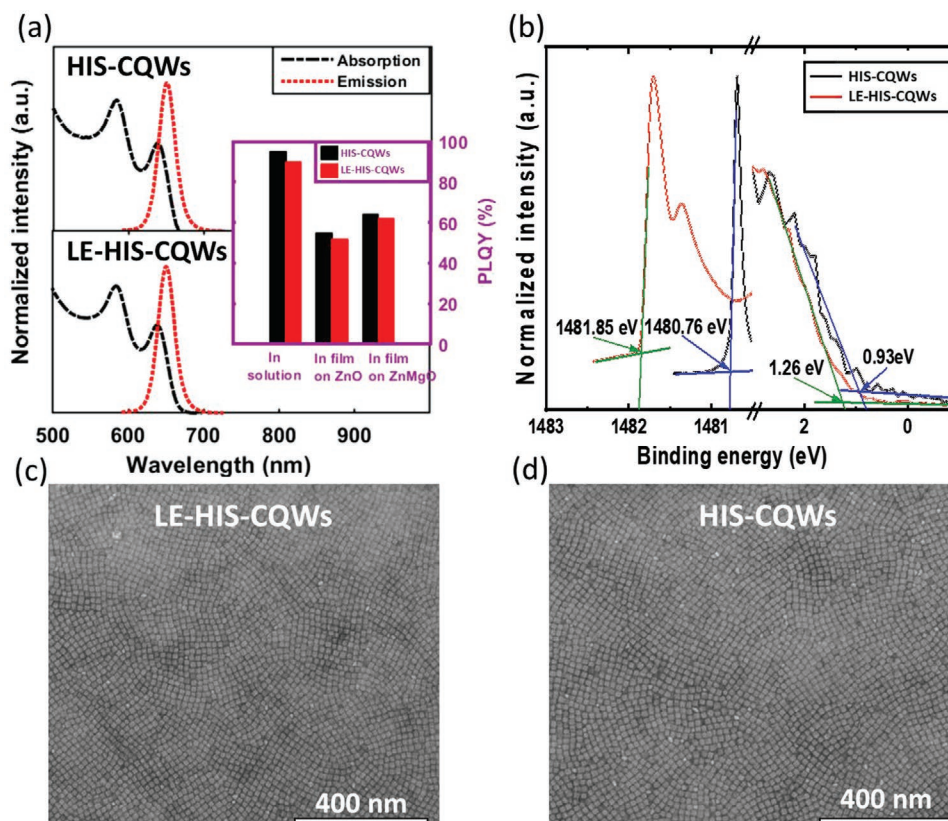 (a)
HIS-CQWs
Absorption
Emission
HIS-CQWs
LE-HIS-CQWs
100
80
60
40
20
0
PLQY (%)
In solution
In film on ZnO
In film on ZnMgO
LE-HIS-CQWs
Normalized intensity (a.u.)
500 600 700 800 900
Wavelength (nm)
(b)
HIS-CQWs
LE-HIS-CQWs
Normalized intensity (a.u.)
1481.85 eV
1480.76 eV
1.26 eV
0.93eV
1483 1482 1481 2 0
Binding energy (eV)
(c)
LE-HIS-CQWs
400 nm
(d)
HIS-CQWs
400 nm